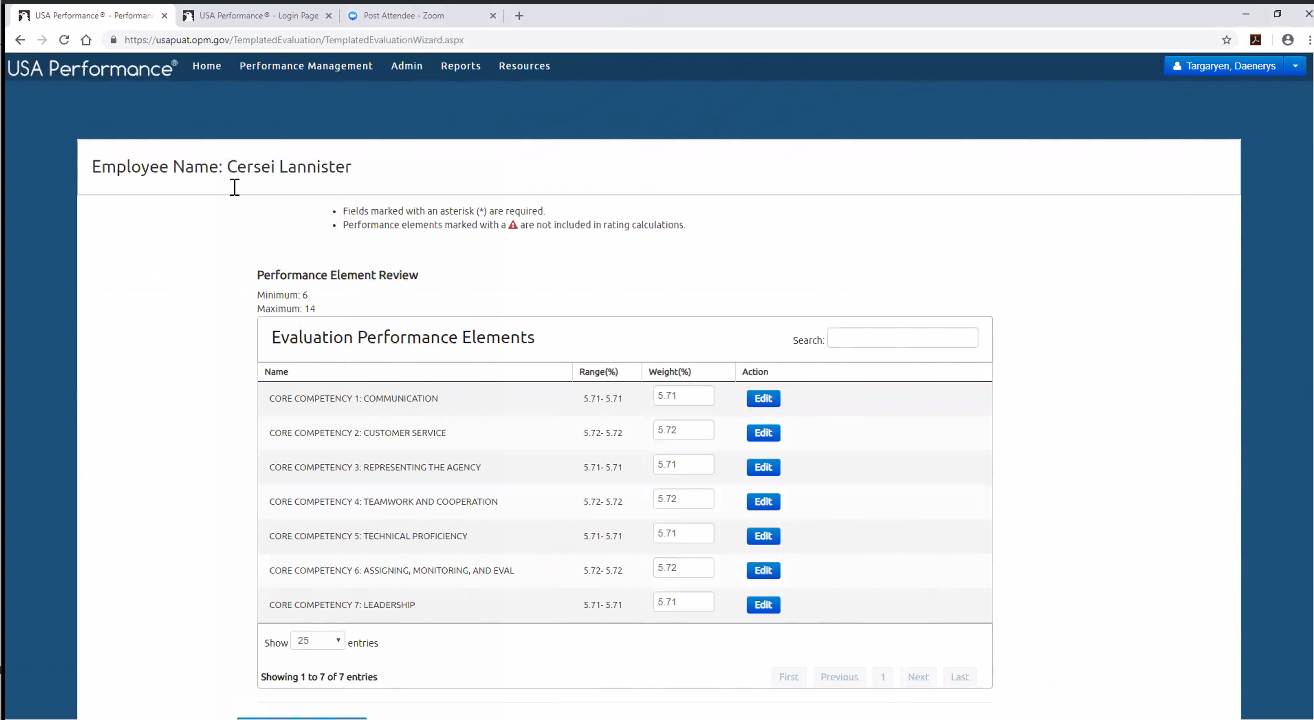 USA Performance® - Performan
USA Performance® - Login Page
Post Attendee - Zoom
https://usapuat.opm.gov/TemplatedEvaluation/TemplatedEvaluationWizard.aspx
USA Performance® Home Performance Management Admin Reports Resources Targaryen, Daenerys
Employee Name: Cersei Lannister
• Fields marked with an asterisk (*) are required.
• Performance elements marked with a are not included in rating calculations.
Performance Element Review
Minimum: 6
Maximum: 14
Evaluation Performance Elements Search:
Name Range(%) Weight(%) Action
CORE COMPETENCY 1: COMMUNICATION 5.71- 5.71 5.71 Edit
CORE COMPETENCY 2: CUSTOMER SERVICE 5.72- 5.72 5.72 Edit
CORE COMPETENCY 3: REPRESENTING THE AGENCY 5.71- 5.71 5.71 Edit
CORE COMPETENCY 4: TEAMWORK AND COOPERATION 5.72- 5.72 5.72 Edit
CORE COMPETENCY 5: TECHNICAL PROFICIENCY 5.71- 5.71 5.71 Edit
CORE COMPETENCY 6: ASSIGNING, MONITORING, AND EVAL 5.72- 5.72 5.72 Edit
CORE COMPETENCY 7: LEADERSHIP 5.71- 5.71 5.71 Edit
Show 25 entries
Showing 1 to 7 of 7 entries First Previous 1 Next Last